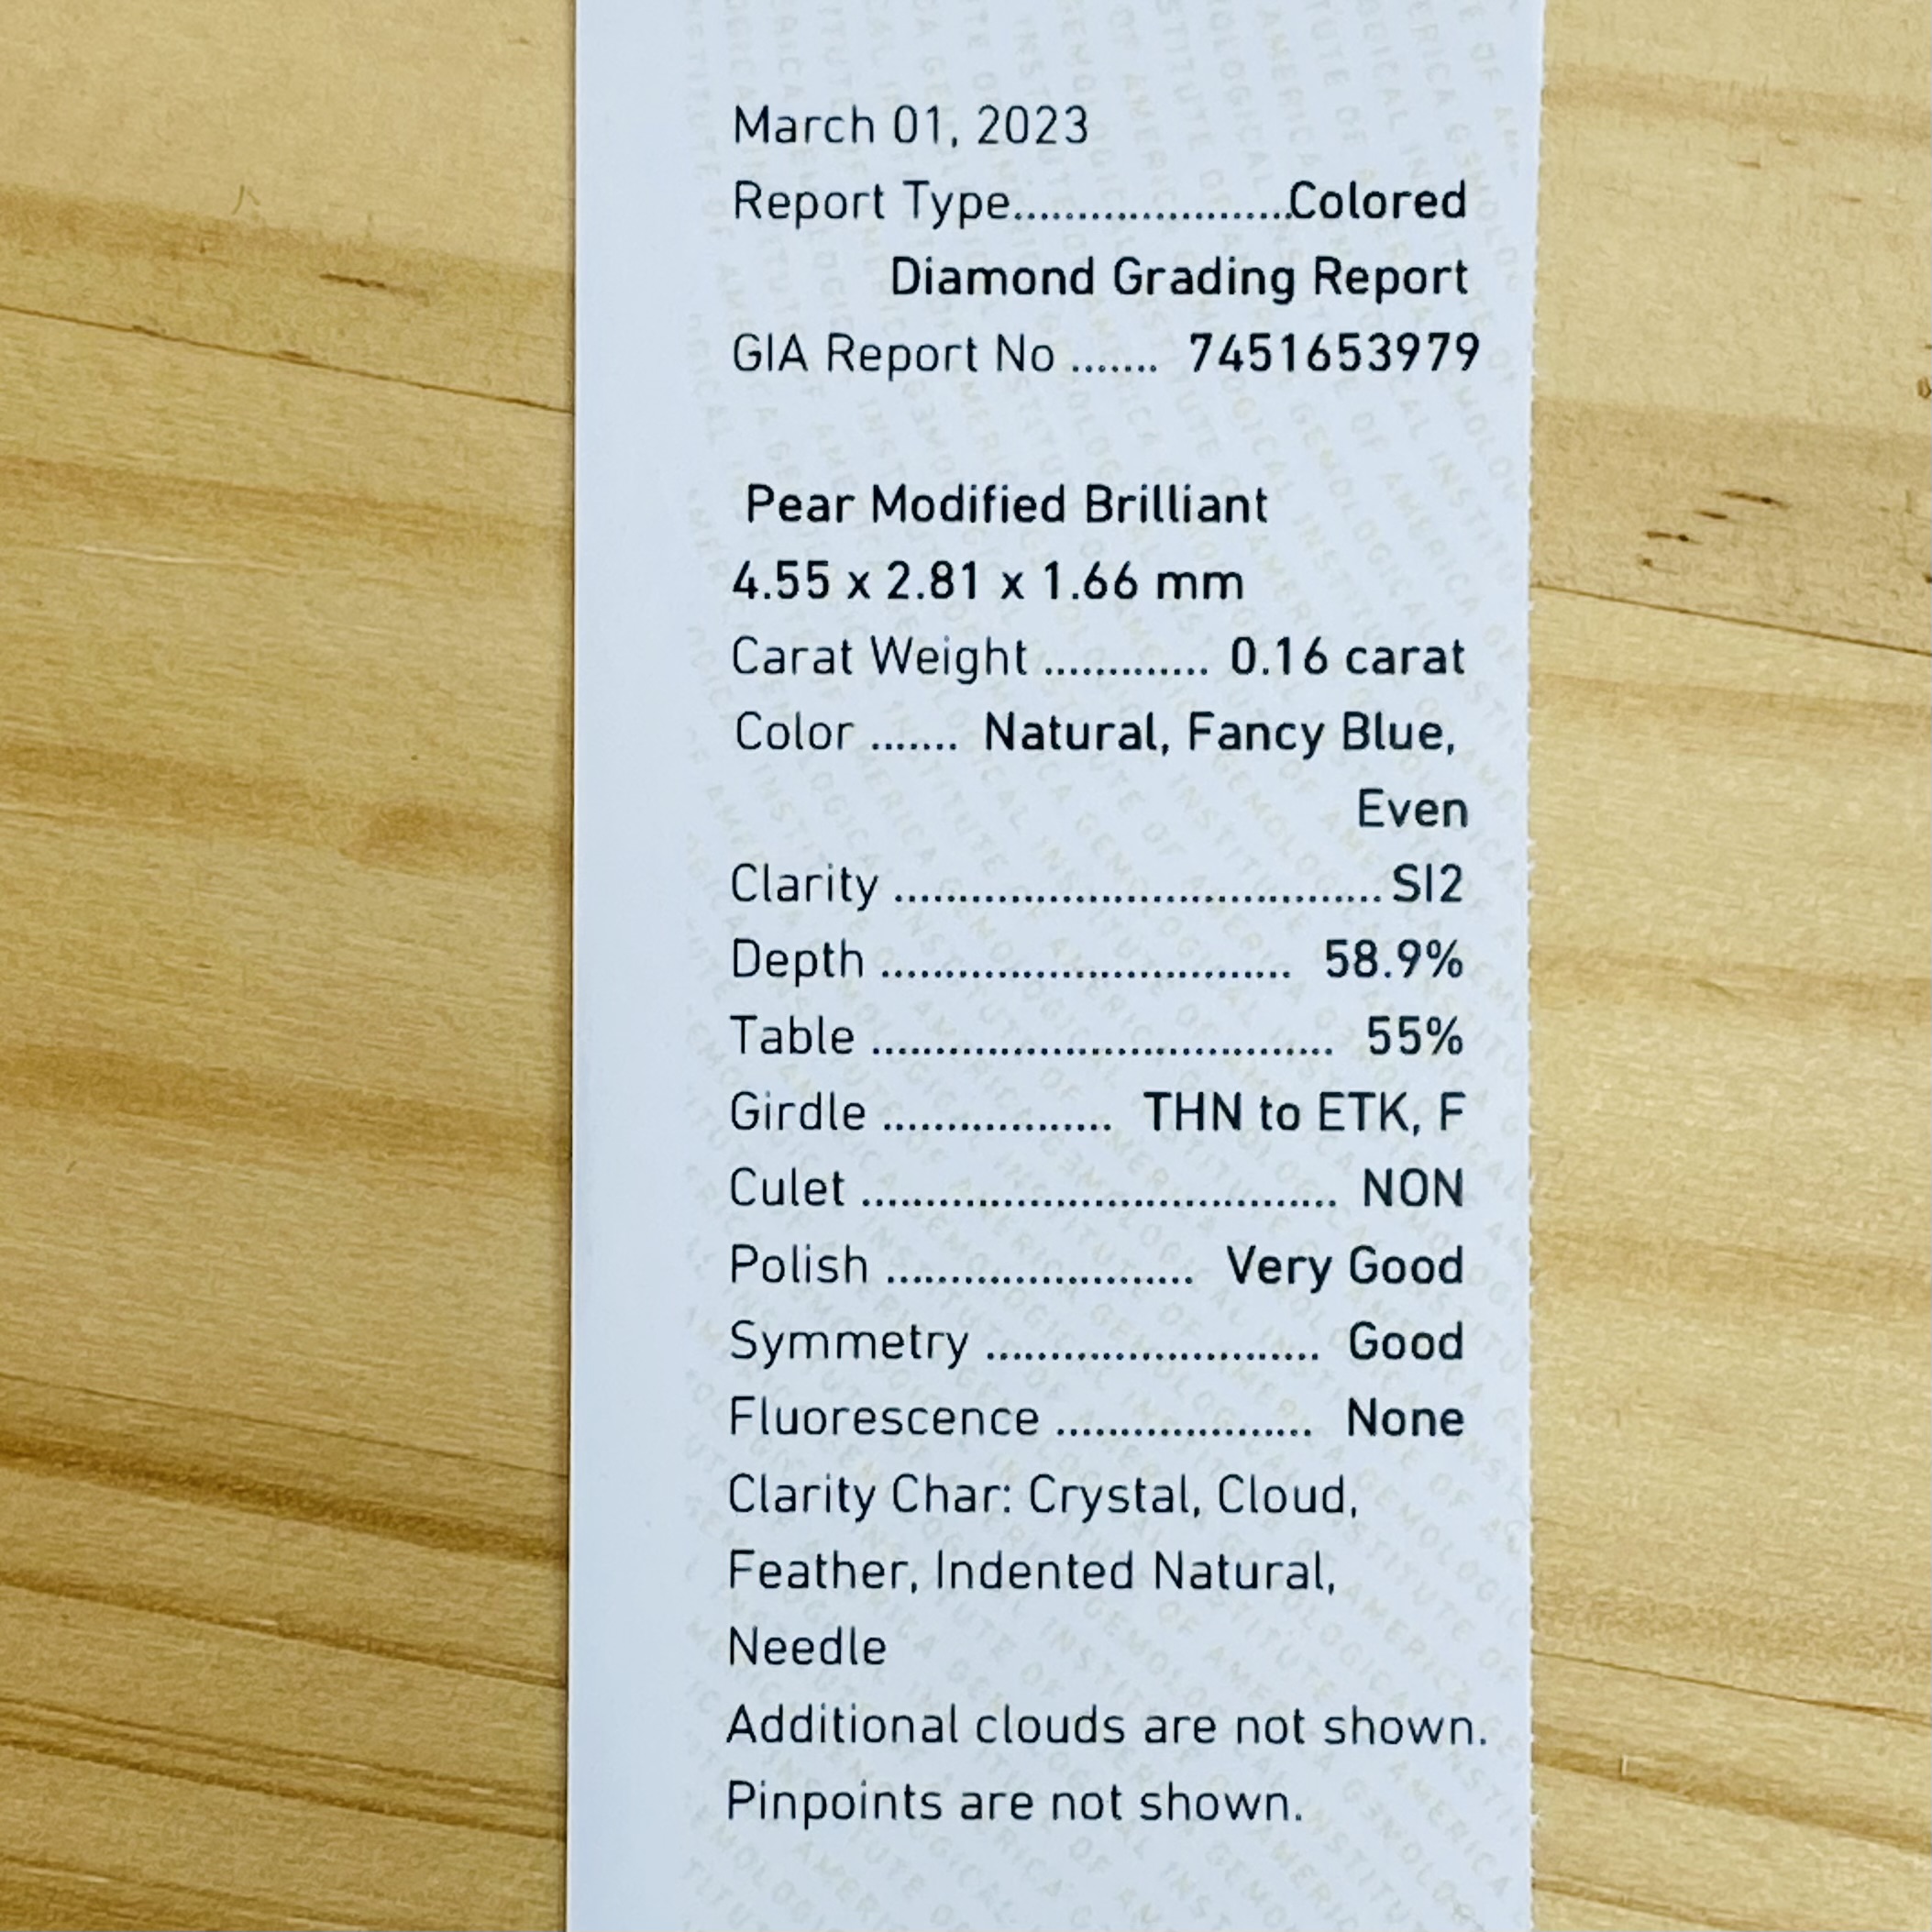 March 01, 2023
Report Type......................Colored
Diamond Grading Report
GIA Report No ....... 7451653979
Pear Modified Brilliant
4.55 x 2.81 x 1.66 mm
Carat Weight ............. 0.16 carat
Color ....... Natural, Fancy Blue,
Even
Clarity ...................................... SI2
Depth ................................ 58.9%
Table .................................... 55%
Girdle .................. THN to ETK, F
Culet ..................................... NON
Polish ........................ Very Good
Symmetry .......................... Good
Fluorescence .................... None
Clarity Char: Crystal, Cloud,
Feather, Indented Natural,
Needle
Additional clouds are not shown.
Pinpoints are not shown.